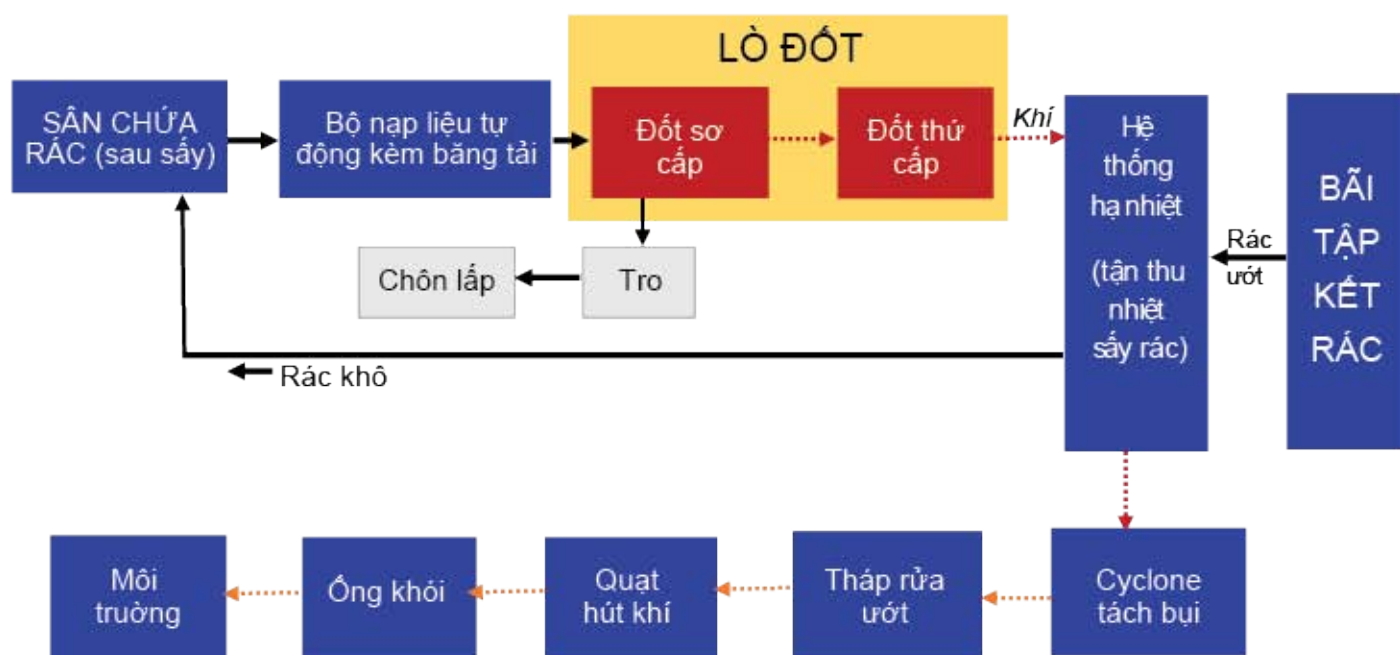 LÒ ĐỐT
SÂN CHỨA
RÁC (sau sấy)
Bộ nạp liệu tự
động kèm băng tải
Đốt sơ
cấp
Đốt thứ
cấp
Khí
Hệ
thống
hạ nhiệt
(tận thu
nhiệt
sấy rác)
Rác
ướt
BÃI
TẬP
KẾT
RÁC
Chôn lấp
Tro
Rác khô
Môi
truờng
Ống khói
Quạt
hút khí
Tháp rửa
ướt
Cyclone
tách bụi